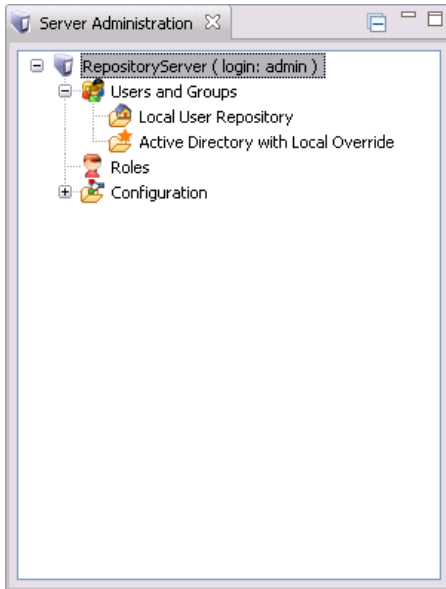 Server Administration
RepositoryServer ( login: admin )
Users and Groups
Local User Repository
Active Directory with Local Override
Roles
Configuration